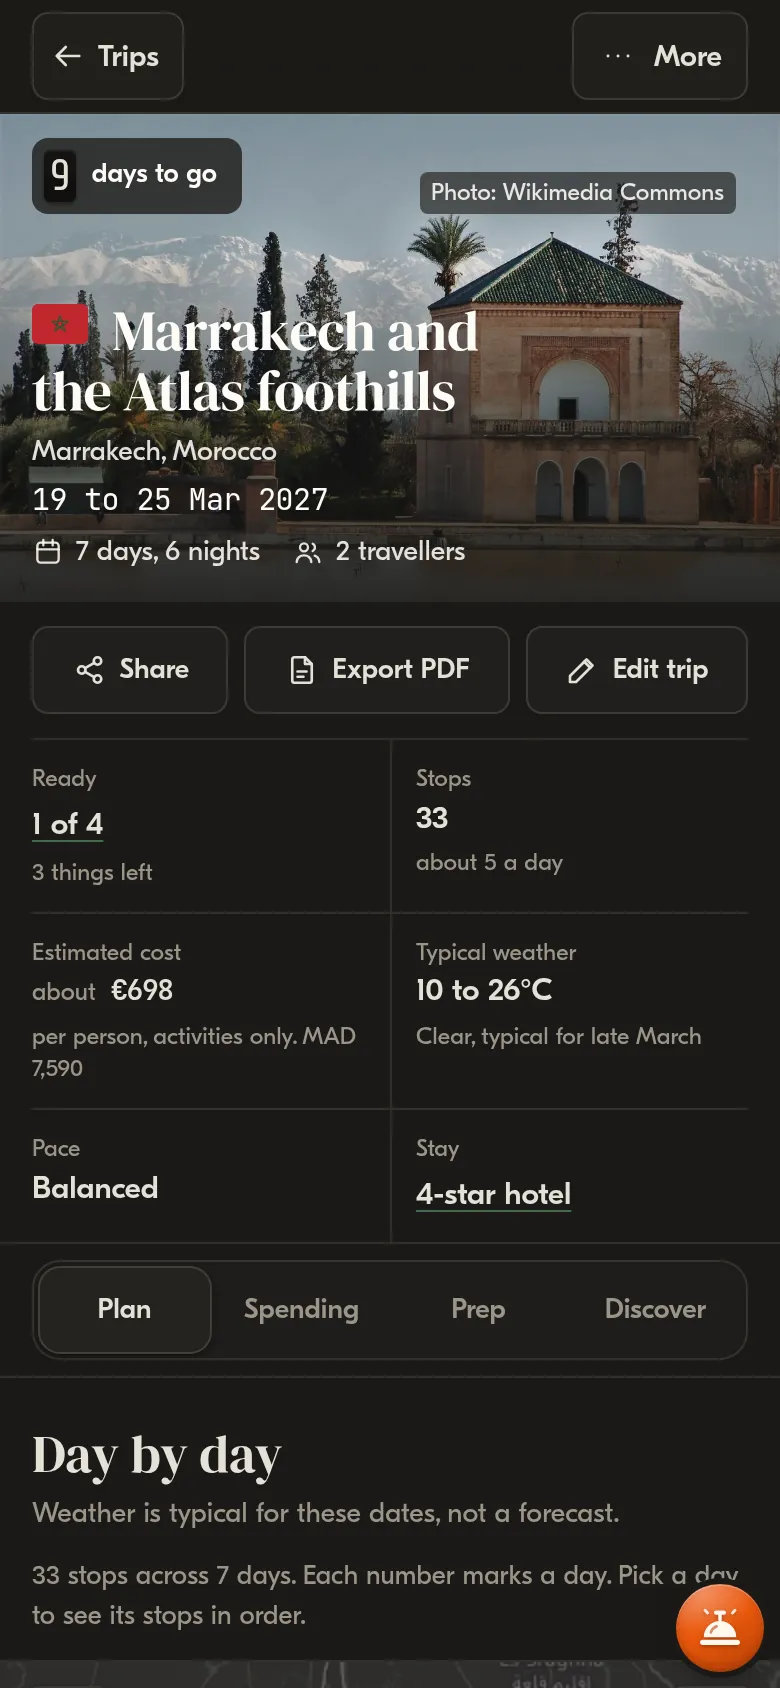 Trips
More
9 days to go
Photo: Wikimedia Commons
Marrakech and
the Atlas foothills
Marrakech, Morocco
19 to 25 Mar 2027
7 days, 6 nights
2 travellers
Share
Export PDF
Edit trip
Ready
1 of 4
3 things left
Stops
33
about 5 a day
Estimated cost
about €698
per person, activities only. MAD
7,590
Typical weather
10 to 26°C
Clear, typical for late March
Pace
Balanced
Stay
4-star hotel
Plan
Spending
Prep
Discover
Day by day
Weather is typical for these dates, not a forecast.
33 stops across 7 days. Each number marks a day. Pick a day
to see its stops in order.